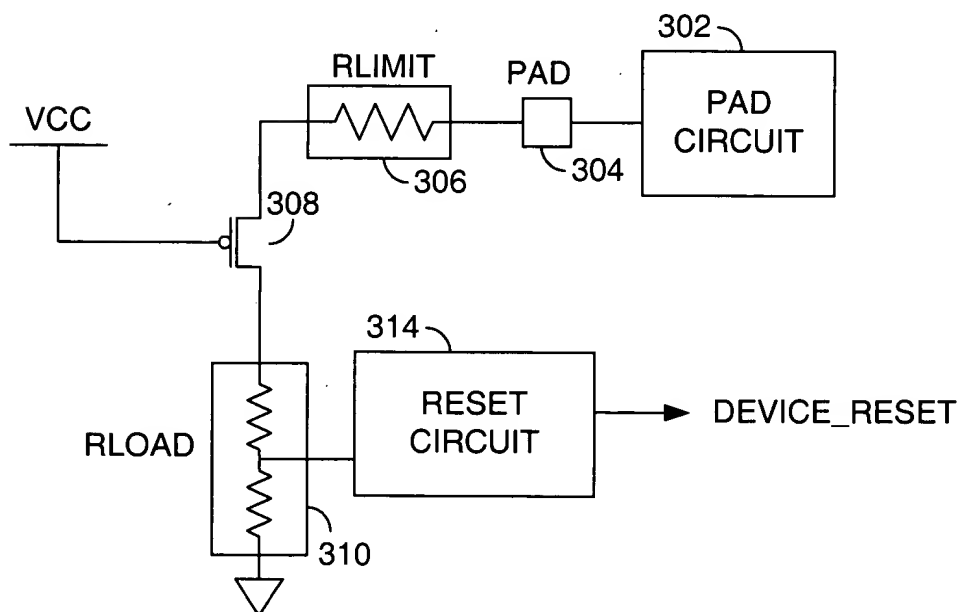 302
RLIMIT
PAD
PAD
CIRCUIT
VCC
306
304
308
314
RESET
CIRCUIT
DEVICE_RESET
RLOAD
310